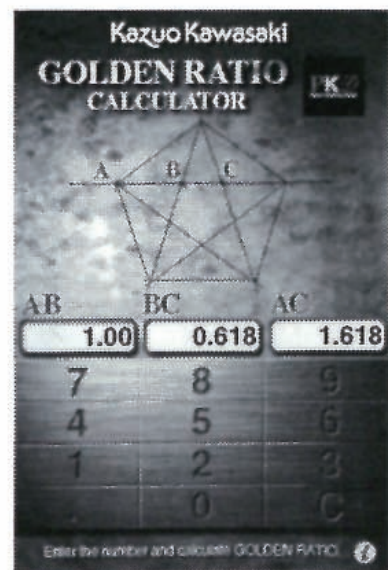 Kazuo Kawasaki
GOLDEN RATIO
CALCULATOR
A B C
AB BC AC
1.00 0.618 1.618
7 8 9
4 5 6
1 2 3
. 0 C
Enter the number and calculate GOLDEN RATIO.